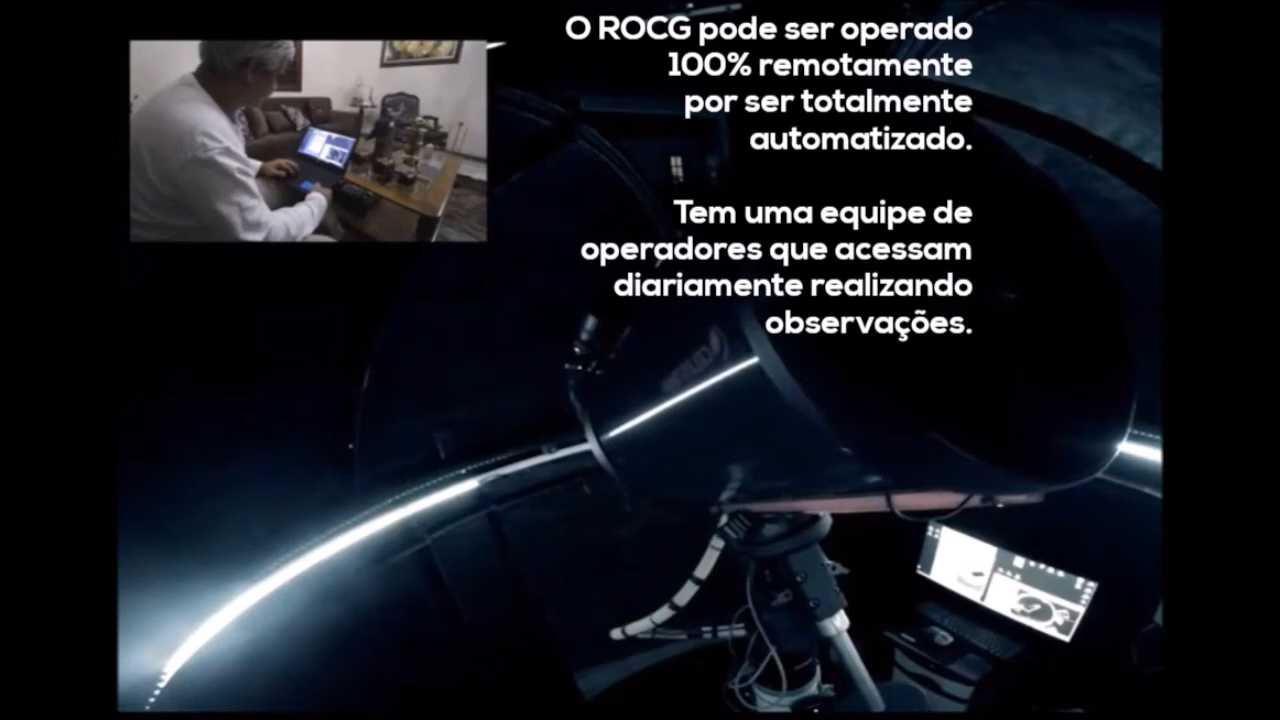 O ROCG pode ser operado
100% remotamente
por ser totalmente
automatizado.
Tem uma equipe de
operadores que acessam
diariamente realizando
observações.